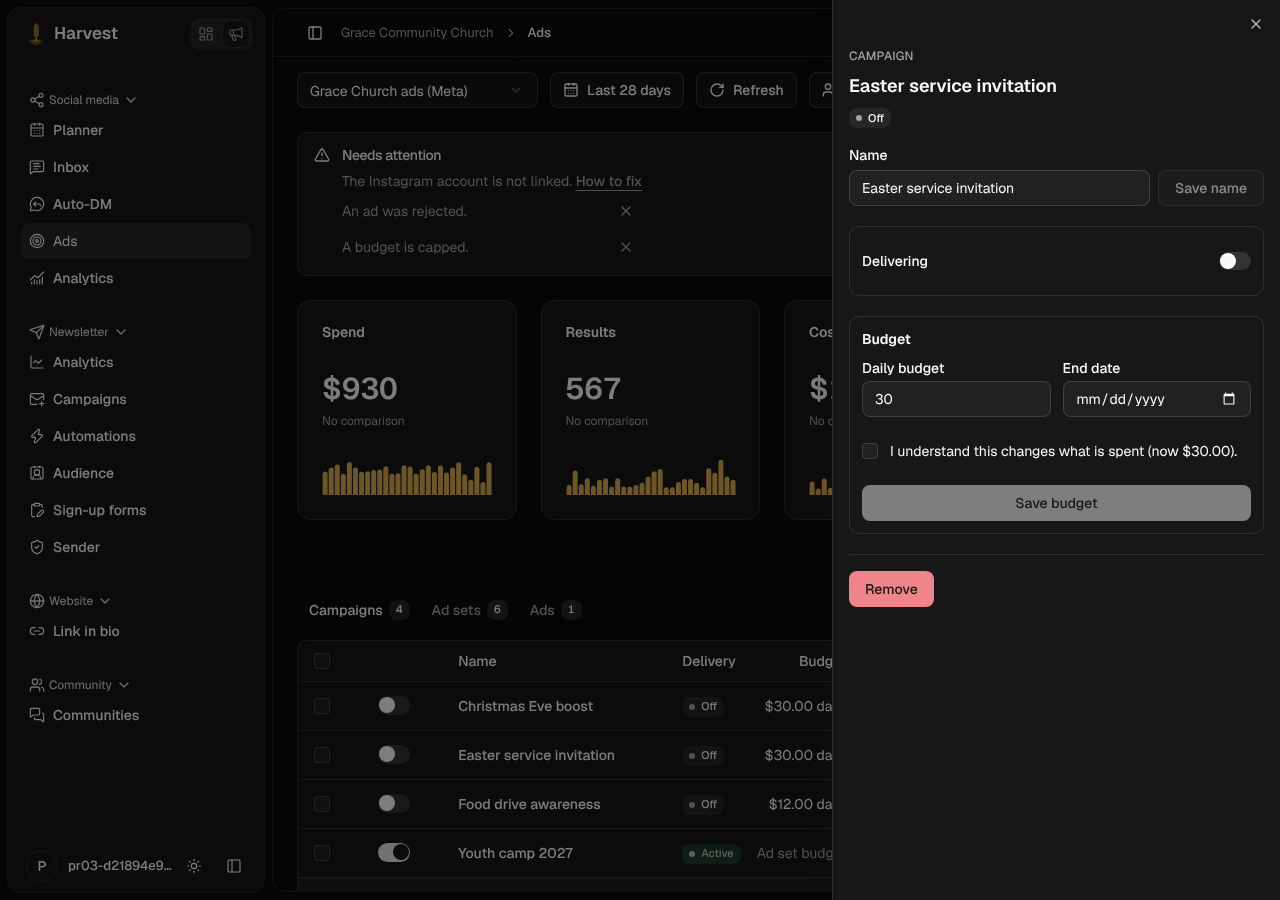 Harvest
Social media
Planner
Inbox
Auto-DM
Ads
Analytics
Newsletter
Analytics
Campaigns
Automations
Audience
Sign-up forms
Sender
Website
Link in bio
Community
Communities
P
pr03-d21894e9…
Grace Community Church
Ads
Grace Church ads (Meta)
Last 28 days
Refresh
Needs attention
The Instagram account is not linked. How to fix
An ad was rejected.
A budget is capped.
Spend
$930
No comparison
Results
567
No comparison
Campaigns 4
Ad sets 6
Ads 1
Name Delivery
Christmas Eve boost Off $30.00 da
Easter service invitation Off $30.00 da
Food drive awareness Off $12.00 da
Youth camp 2027 Active Ad set budg
CAMPAIGN
Easter service invitation
Off
Name
Easter service invitation
Save name
Delivering
Budget
Daily budget
30
End date
mm/dd/yyyy
I understand this changes what is spent (now $30.00).
Save budget
Remove